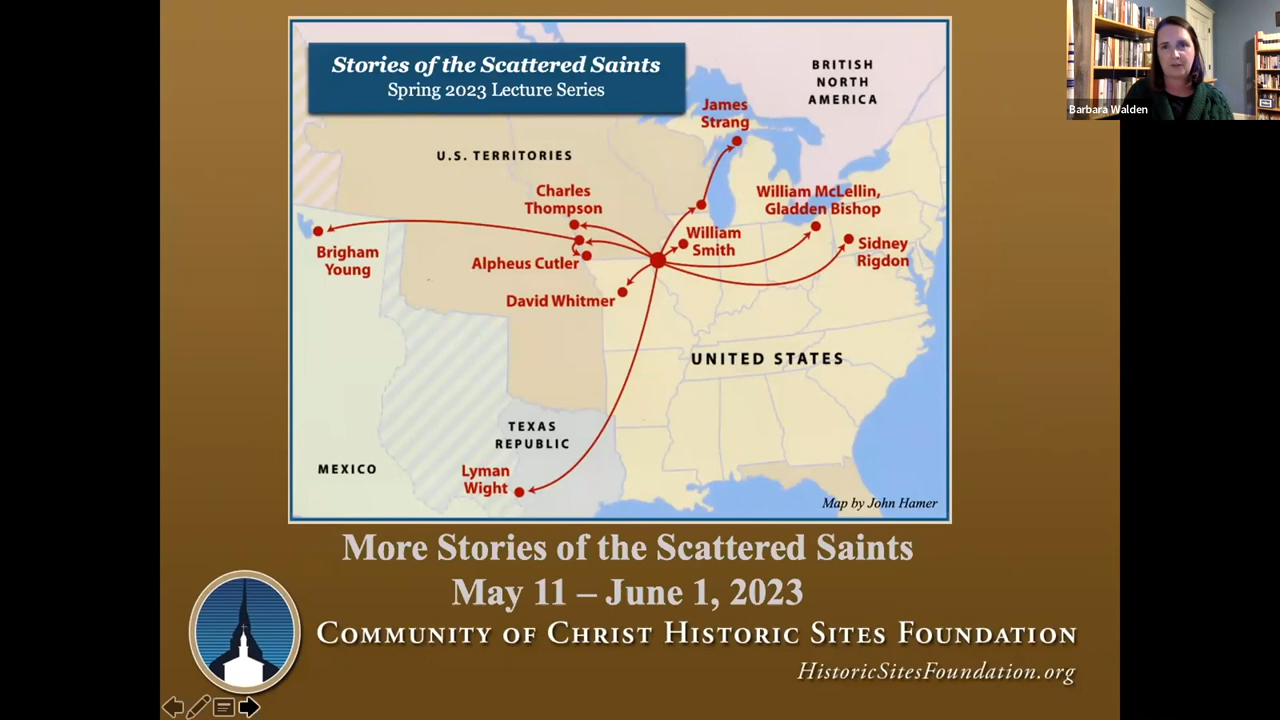 Stories of the Scattered Saints
Spring 2023 Lecture Series
BRITISH
NORTH
AMERICA
James
Strang
U.S. TERRITORIES
Charles
Thompson
William McLellin,
Gladden Bishop
William
Smith
Sidney
Rigdon
Brigham
Young
Alpheus Cutler
David Whitmer
UNITED STATES
TEXAS
REPUBLIC
MEXICO
Lyman
Wight
Map by John Hamer
More Stories of the Scattered Saints
May 11 – June 1, 2023
COMMUNITY OF CHRIST HISTORIC SITES FOUNDATION
HistoricSitesFoundation.org
Barbara Walden